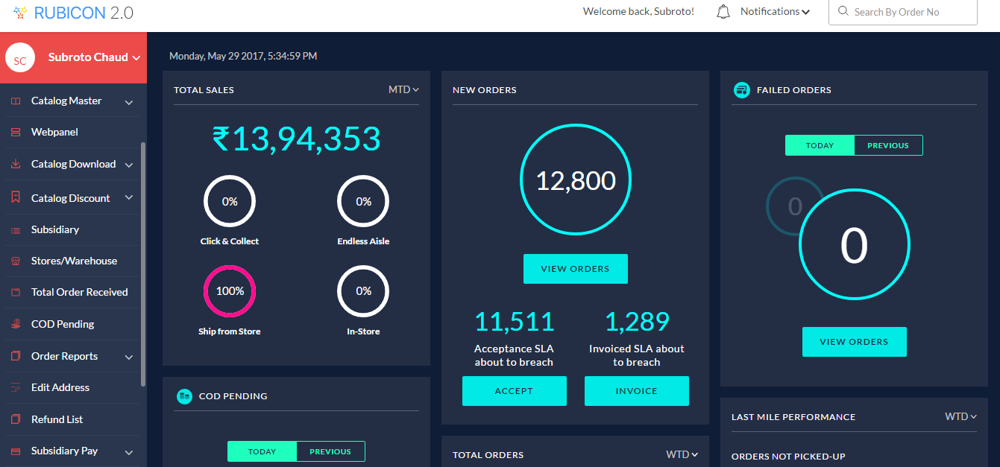 RUBICON 2.0
Welcome back, Subroto!
Notifications
Search By Order No
SC
Subroto Chaud
Catalog Master
Webpanel
Catalog Download
Catalog Discount
Subsidiary
Stores/Warehouse
Total Order Received
COD Pending
Order Reports
Edit Address
Refund List
Subsidiary Pay
Monday, May 29 2017, 5:34:59 PM
TOTAL SALES
MTD
₹13,94,353
0%
0%
Click & Collect
Endless Aisle
100%
0%
Ship from Store
In-Store
COD PENDING
TODAY
PREVIOUS
NEW ORDERS
12,800
VIEW ORDERS
11,511
1,289
Acceptance SLA
about to breach
Invoiced SLA about
to breach
ACCEPT
INVOICE
TOTAL ORDERS
WTD
FAILED ORDERS
TODAY
PREVIOUS
0
0
VIEW ORDERS
LAST MILE PERFORMANCE
WTD
ORDERS NOT PICKED-UP